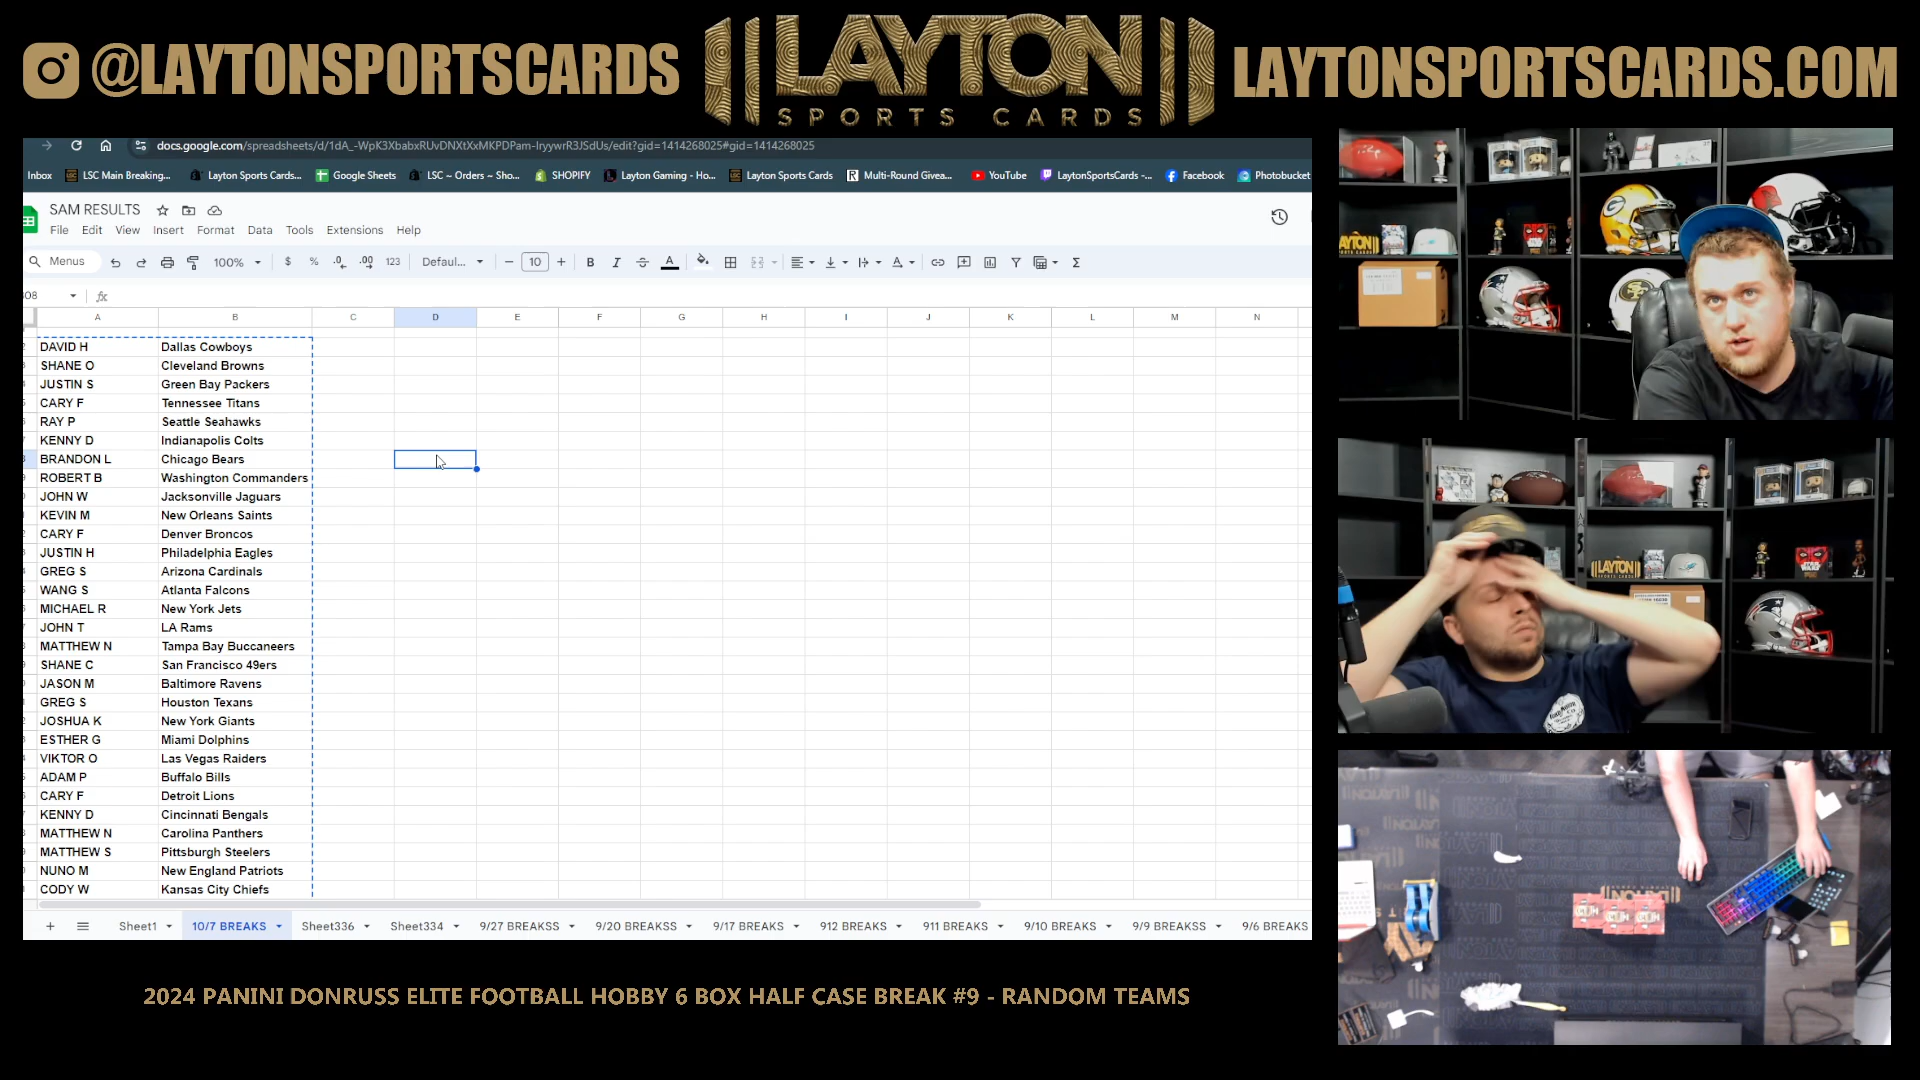 @LAYTONSPORTSCARDS
LAYTON
SPORTS CARDS
LAYTONSPORTSCARDS.COM
docs.google.com/spreadsheets/d/1dA_-WpK3XbabxRUvDNXtXxMKPDPam-lryywrR3JSdUs/edit?gid=1414268025#gid=1414268025
Inbox LSC Main Breaking... Layton Sports Cards... Google Sheets LSC ~ Orders ~ Sho... SHOPIFY Layton Gaming - Ho... Layton Sports Cards Multi-Round Givea... YouTube LaytonSportsCards -... Facebook Photobucket
SAM RESULTS
File Edit View Insert Format Data Tools Extensions Help
Menus 100% $ % .0 .00 123 Defaul... 10 B I A
fx
A B C D E F G H I J K L M N
DAVID H Dallas Cowboys
SHANE O Cleveland Browns
JUSTIN S Green Bay Packers
CARY F Tennessee Titans
RAY P Seattle Seahawks
KENNY D Indianapolis Colts
BRANDON L Chicago Bears
ROBERT B Washington Commanders
JOHN W Jacksonville Jaguars
KEVIN M New Orleans Saints
CARY F Denver Broncos
JUSTIN H Philadelphia Eagles
GREG S Arizona Cardinals
WANG S Atlanta Falcons
MICHAEL R New York Jets
JOHN T LA Rams
MATTHEW N Tampa Bay Buccaneers
SHANE C San Francisco 49ers
JASON M Baltimore Ravens
GREG S Houston Texans
JOSHUA K New York Giants
ESTHER G Miami Dolphins
VIKTOR O Las Vegas Raiders
ADAM P Buffalo Bills
CARY F Detroit Lions
KENNY D Cincinnati Bengals
MATTHEW N Carolina Panthers
MATTHEW S Pittsburgh Steelers
NUNO M New England Patriots
CODY W Kansas City Chiefs
Sheet1 10/7 BREAKS Sheet336 Sheet334 9/27 BREAKSS 9/20 BREAKSS 9/17 BREAKS 912 BREAKS 911 BREAKS 9/10 BREAKS 9/9 BREAKSS 9/6 BREAKS
2024 PANINI DONRUSS ELITE FOOTBALL HOBBY 6 BOX HALF CASE BREAK #9 - RANDOM TEAMS
LAYTON
LAYTON
STAR WARS